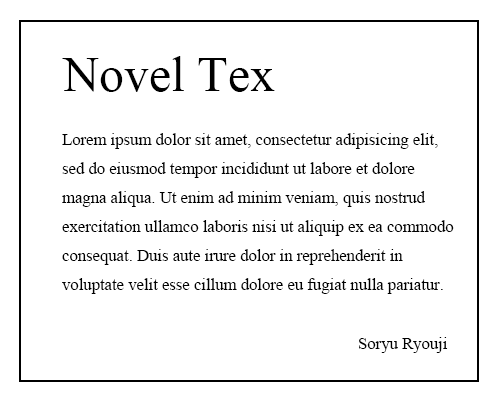 Novel Tex
Lorem ipsum dolor sit amet, consectetur adipisicing elit,
sed do eiusmod tempor incididunt ut labore et dolore
magna aliqua. Ut enim ad minim veniam, quis nostrud
exercitation ullamco laboris nisi ut aliquip ex ea commodo
consequat. Duis aute irure dolor in reprehenderit in
voluptate velit esse cillum dolore eu fugiat nulla pariatur.
Soryu Ryouji